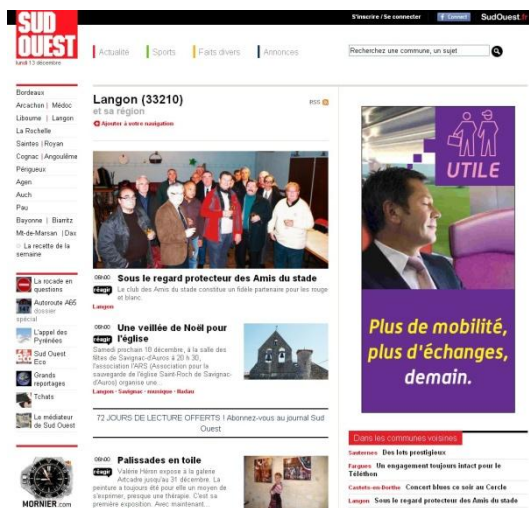 S'inscrire / Se connecter
Connect
SudOuest.fr
SUD
OUEST
lundi 13 décembre
Actualité
Sports
Faits divers
Annonces
Recherchez une commune, un sujet
Bordeaux
Arcachon | Médoc
Libourne | Langon
La Rochelle
Saintes | Royan
Cognac | Angoulême
Périgueux
Agen
Auch
Pau
Bayonne | Biarritz
Mt-de-Marsan | Dax
La recette de la
semaine
La rocade en
questions
Autoroute A65
dossier
spécial
L'appel des
Pyrénées
Sud Ouest
Eco
Grands
reportages
Tchats
Le médiateur
de Sud Ouest
MORNIER.com
Langon (33210)
et sa région
RSS
Ajouter à votre navigation
06h00 Sous le regard protecteur des Amis du stade
réagir Le club des Amis du stade constitue un fidèle partenaire pour les rouge
et blanc.
Langon
06h00 Une veillée de Noël pour
l'église
réagir
Samedi prochain 18 décembre, à la salle des
fêtes de Savignac-d'Auros à 20 h 30,
l'association l'ARS (Association pour la
sauvegarde de l'église Saint-Roch de Savignac-
d'Auros) organise une...
Langon - Savignac - musique - Nadau
72 JOURS DE LECTURE OFFERTS ! Abonnez-vous au journal Sud
Ouest
06h00 Palissades en toile
réagir Valérie Héron expose à la galerie
Artcadre jusqu'au 31 décembre. La
peinture a toujours été pour elle un moyen de
s'exprimer, presque une thérapie. C'est sa
première exposition. Avec maintenant...
UTILE
Plus de mobilité,
plus d'échanges,
demain.
Dans les communes voisines
Sauternes Des lots prestigieux
Fargues Un engagement toujours intact pour le
Téléthon
Castets-en-Dorthe Concert blues ce soir au Cercle
Langon Sous le regard protecteur des Amis du stade